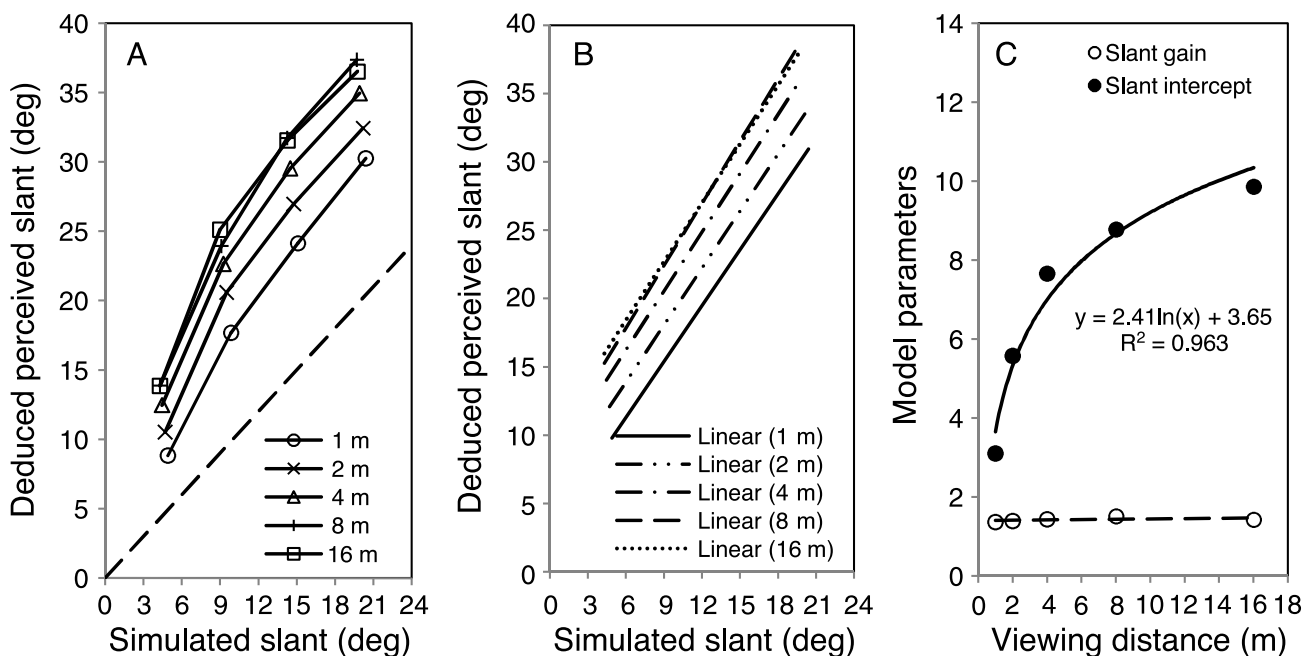 A
Deduced perceived slant (deg)
40
35
30
25
20
15
10
5
0
1 m
2 m
4 m
8 m
16 m
0 3 6 9 12 15 18 21 24
Simulated slant (deg)
B
Deduced perceived slant (deg)
40
35
30
25
20
15
10
5
0
Linear (1 m)
Linear (2 m)
Linear (4 m)
Linear (8 m)
Linear (16 m)
0 3 6 9 12 15 18 21 24
Simulated slant (deg)
C
Slant gain
Slant intercept
Model parameters
14
12
10
8
6
4
2
0
y = 2.41ln(x) + 3.65
R² = 0.963
0 2 4 6 8 10 12 14 16 18
Viewing distance (m)